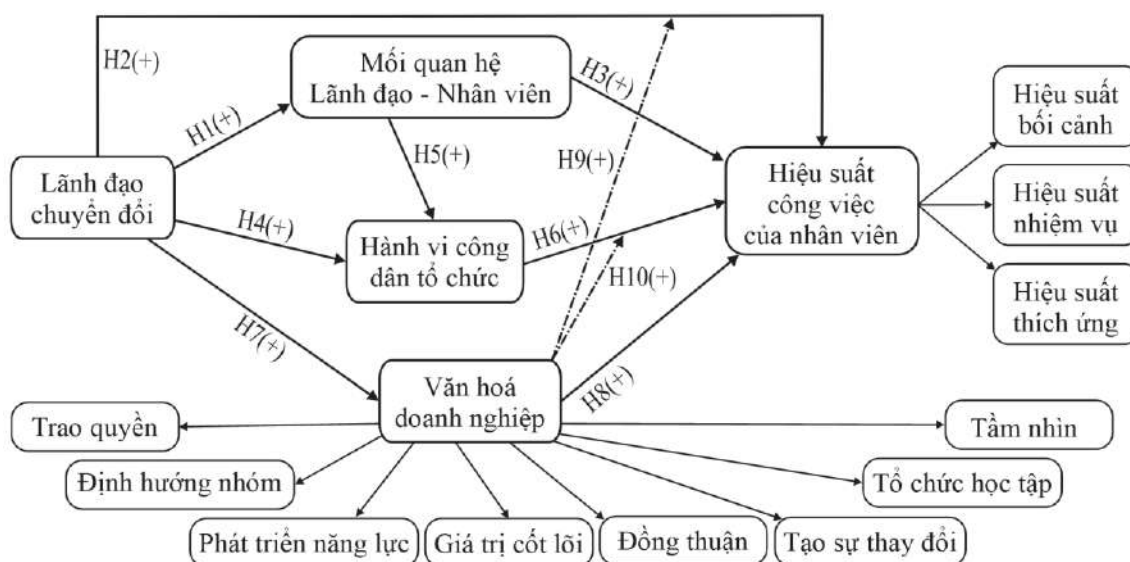 H2(+)
Mối quan hệ
Lãnh đạo - Nhân viên
H3(+)
Hiệu suất
bối cảnh
H1(+)
H5(+)
H9(+)
Lãnh đạo
chuyển đổi
Hiệu suất
công việc
của nhân viên
Hiệu suất
nhiệm vụ
H4(+)
Hành vi công
dân tổ chức
H6(+)
H10(+)
Hiệu suất
thích ứng
H7(+)
Văn hoá
doanh nghiệp
H8(+)
Trao quyền
Tầm nhìn
Định hướng nhóm
Tổ chức học tập
Phát triển năng lực
Giá trị cốt lõi
Đồng thuận
Tạo sự thay đổi